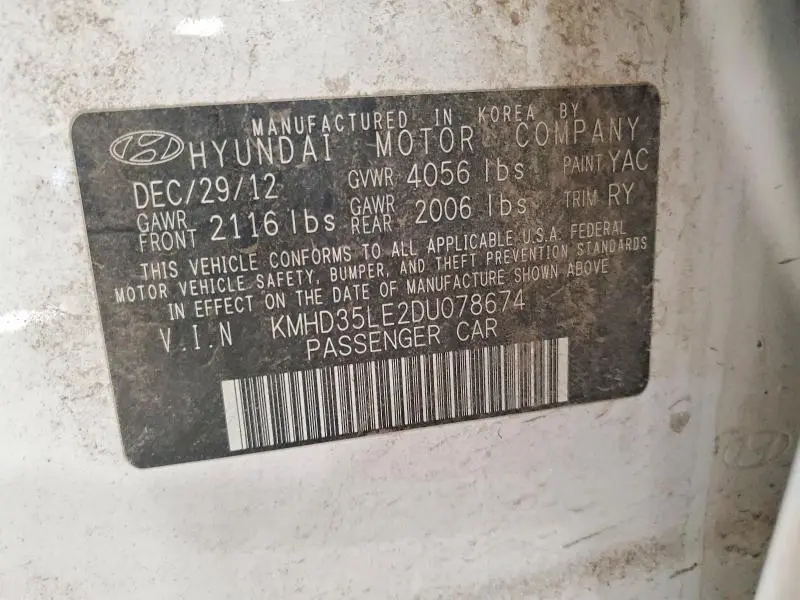 MANUFACTURED IN KOREA BY
HYUNDAI MOTOR COMPANY
DEC/29/12 GVWR 4056 lbs PAINT YAC
GAWR FRONT 2116 lbs GAWR REAR 2006 lbs TRIM RY
THIS VEHICLE CONFORMS TO ALL APPLICABLE U.S.A. FEDERAL
MOTOR VEHICLE SAFETY, BUMPER, AND THEFT PREVENTION STANDARDS
IN EFFECT ON THE DATE OF MANUFACTURE SHOWN ABOVE
V.I.N KMHD35LE2DU078674
PASSENGER CAR